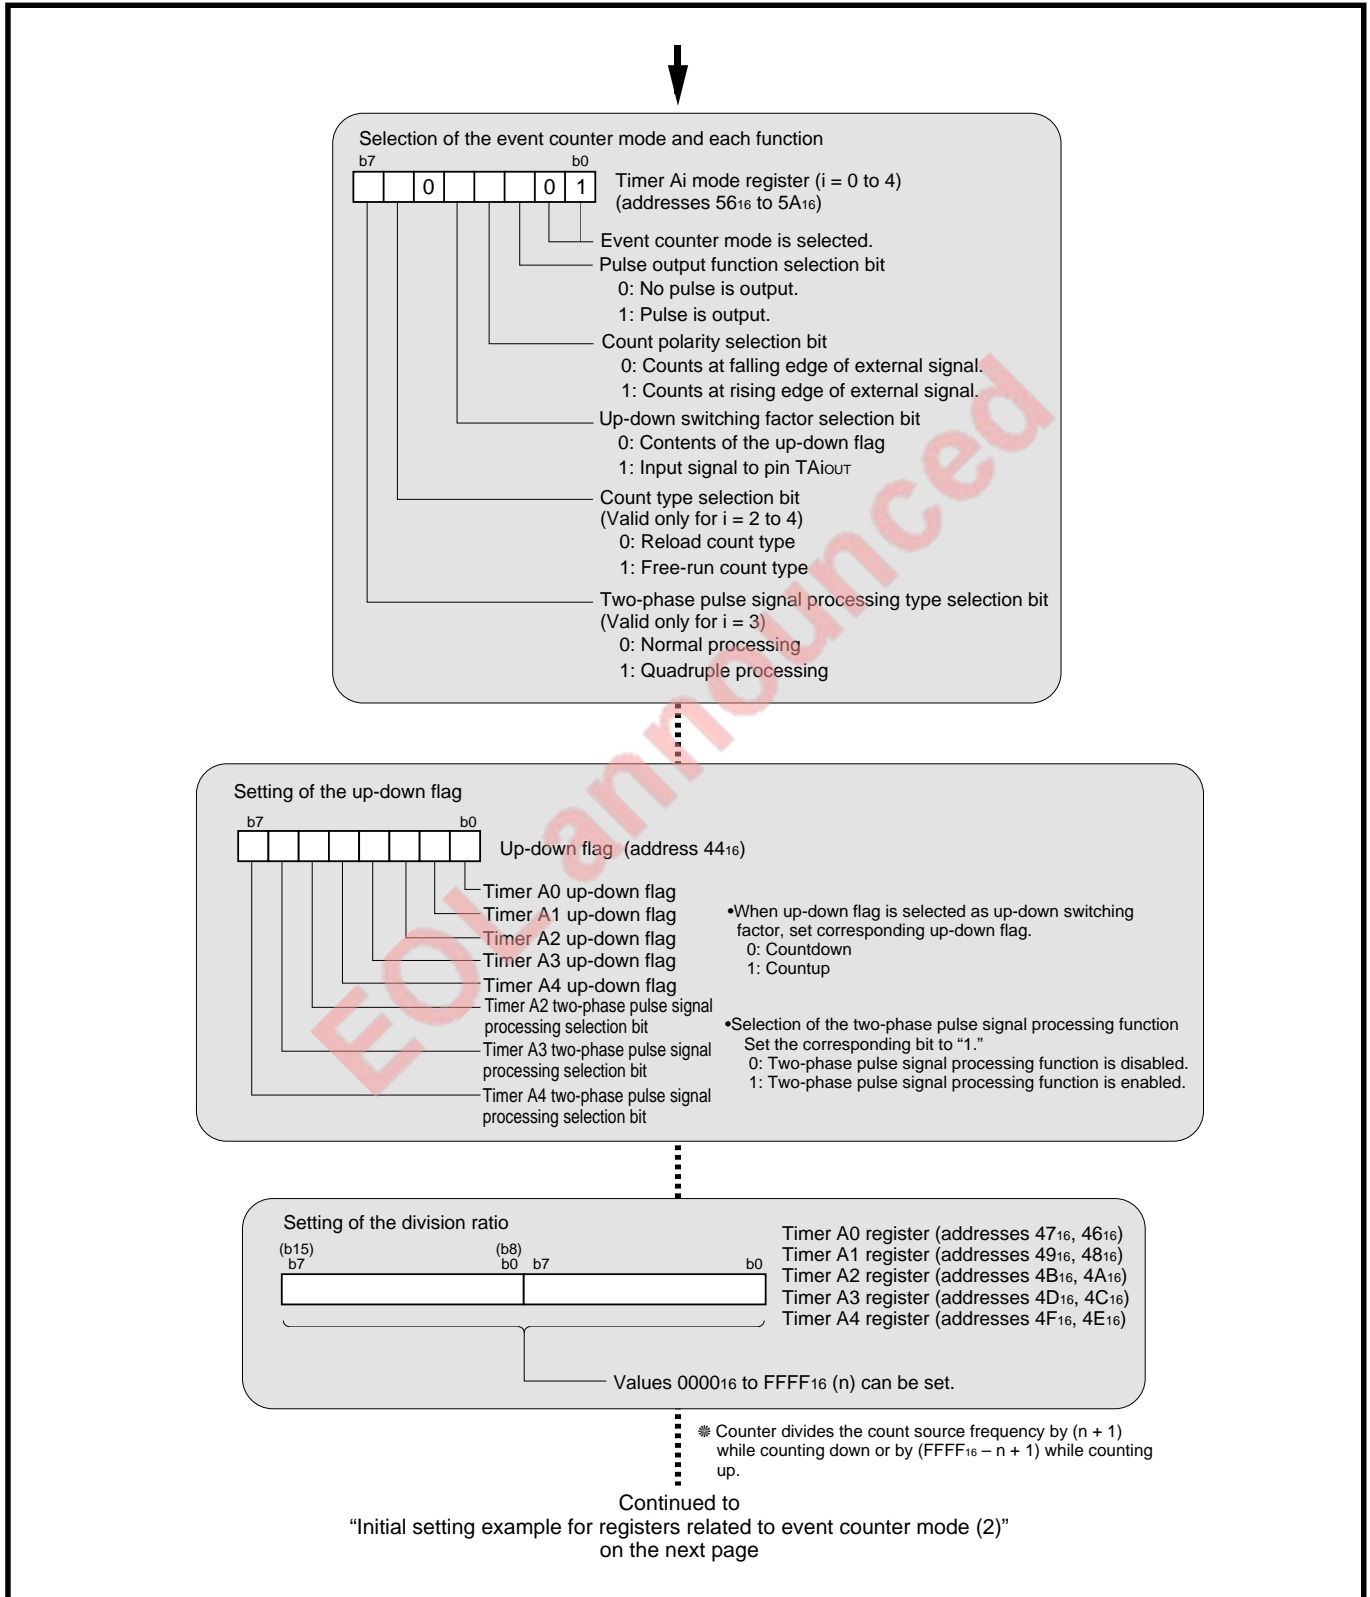 Selection of the event counter mode and each function
b7 b0
0 0 1
Timer Ai mode register (i = 0 to 4)
(addresses 5616 to 5A16)
Event counter mode is selected.
Pulse output function selection bit
0: No pulse is output.
1: Pulse is output.
Count polarity selection bit
0: Counts at falling edge of external signal.
1: Counts at rising edge of external signal.
Up-down switching factor selection bit
0: Contents of the up-down flag
1: Input signal to pin TAiOUT
Count type selection bit
(Valid only for i = 2 to 4)
0: Reload count type
1: Free-run count type
Two-phase pulse signal processing type selection bit
(Valid only for i = 3)
0: Normal processing
1: Quadruple processing
Setting of the up-down flag
b7 b0
Up-down flag (address 4416)
Timer A0 up-down flag
Timer A1 up-down flag
Timer A2 up-down flag
Timer A3 up-down flag
Timer A4 up-down flag
Timer A2 two-phase pulse signal
processing selection bit
Timer A3 two-phase pulse signal
processing selection bit
Timer A4 two-phase pulse signal
processing selection bit
•When up-down flag is selected as up-down switching
factor, set corresponding up-down flag.
0: Countdown
1: Countup
•Selection of the two-phase pulse signal processing function
Set the corresponding bit to “1.”
0: Two-phase pulse signal processing function is disabled.
1: Two-phase pulse signal processing function is enabled.
Setting of the division ratio
(b15) (b8)
b7 b0 b7 b0
Timer A0 register (addresses 4716, 4616)
Timer A1 register (addresses 4916, 4816)
Timer A2 register (addresses 4B16, 4A16)
Timer A3 register (addresses 4D16, 4C16)
Timer A4 register (addresses 4F16, 4E16)
Values 000016 to FFFF16 (n) can be set.
❋ Counter divides the count source frequency by (n + 1)
while counting down or by (FFFF16 – n + 1) while counting
up.
Continued to
“Initial setting example for registers related to event counter mode (2)”
on the next page
EOL announced